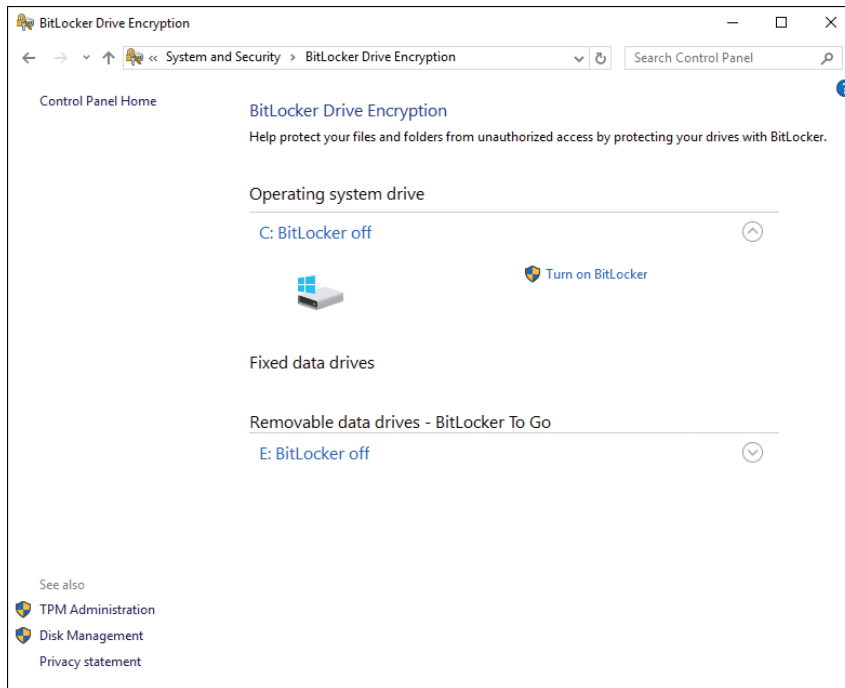 BitLocker Drive Encryption
« System and Security > BitLocker Drive Encryption
Search Control Panel
Control Panel Home
?
BitLocker Drive Encryption
Help protect your files and folders from unauthorized access by protecting your drives with BitLocker.
Operating system drive
C: BitLocker off
Turn on BitLocker
Fixed data drives
Removable data drives - BitLocker To Go
E: BitLocker off
See also
TPM Administration
Disk Management
Privacy statement